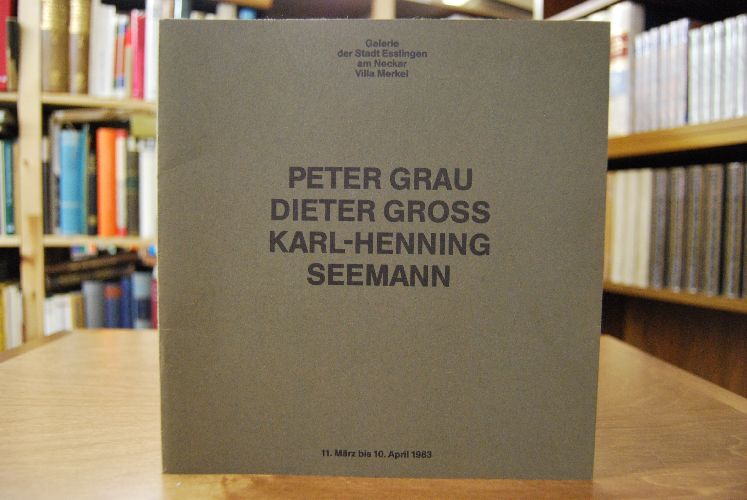 Galerie
der Stadt Esslingen
am Neckar
Villa Merkel
PETER GRAU
DIETER GROSS
KARL-HENNING
SEEMANN
11. März bis 10. April 1983